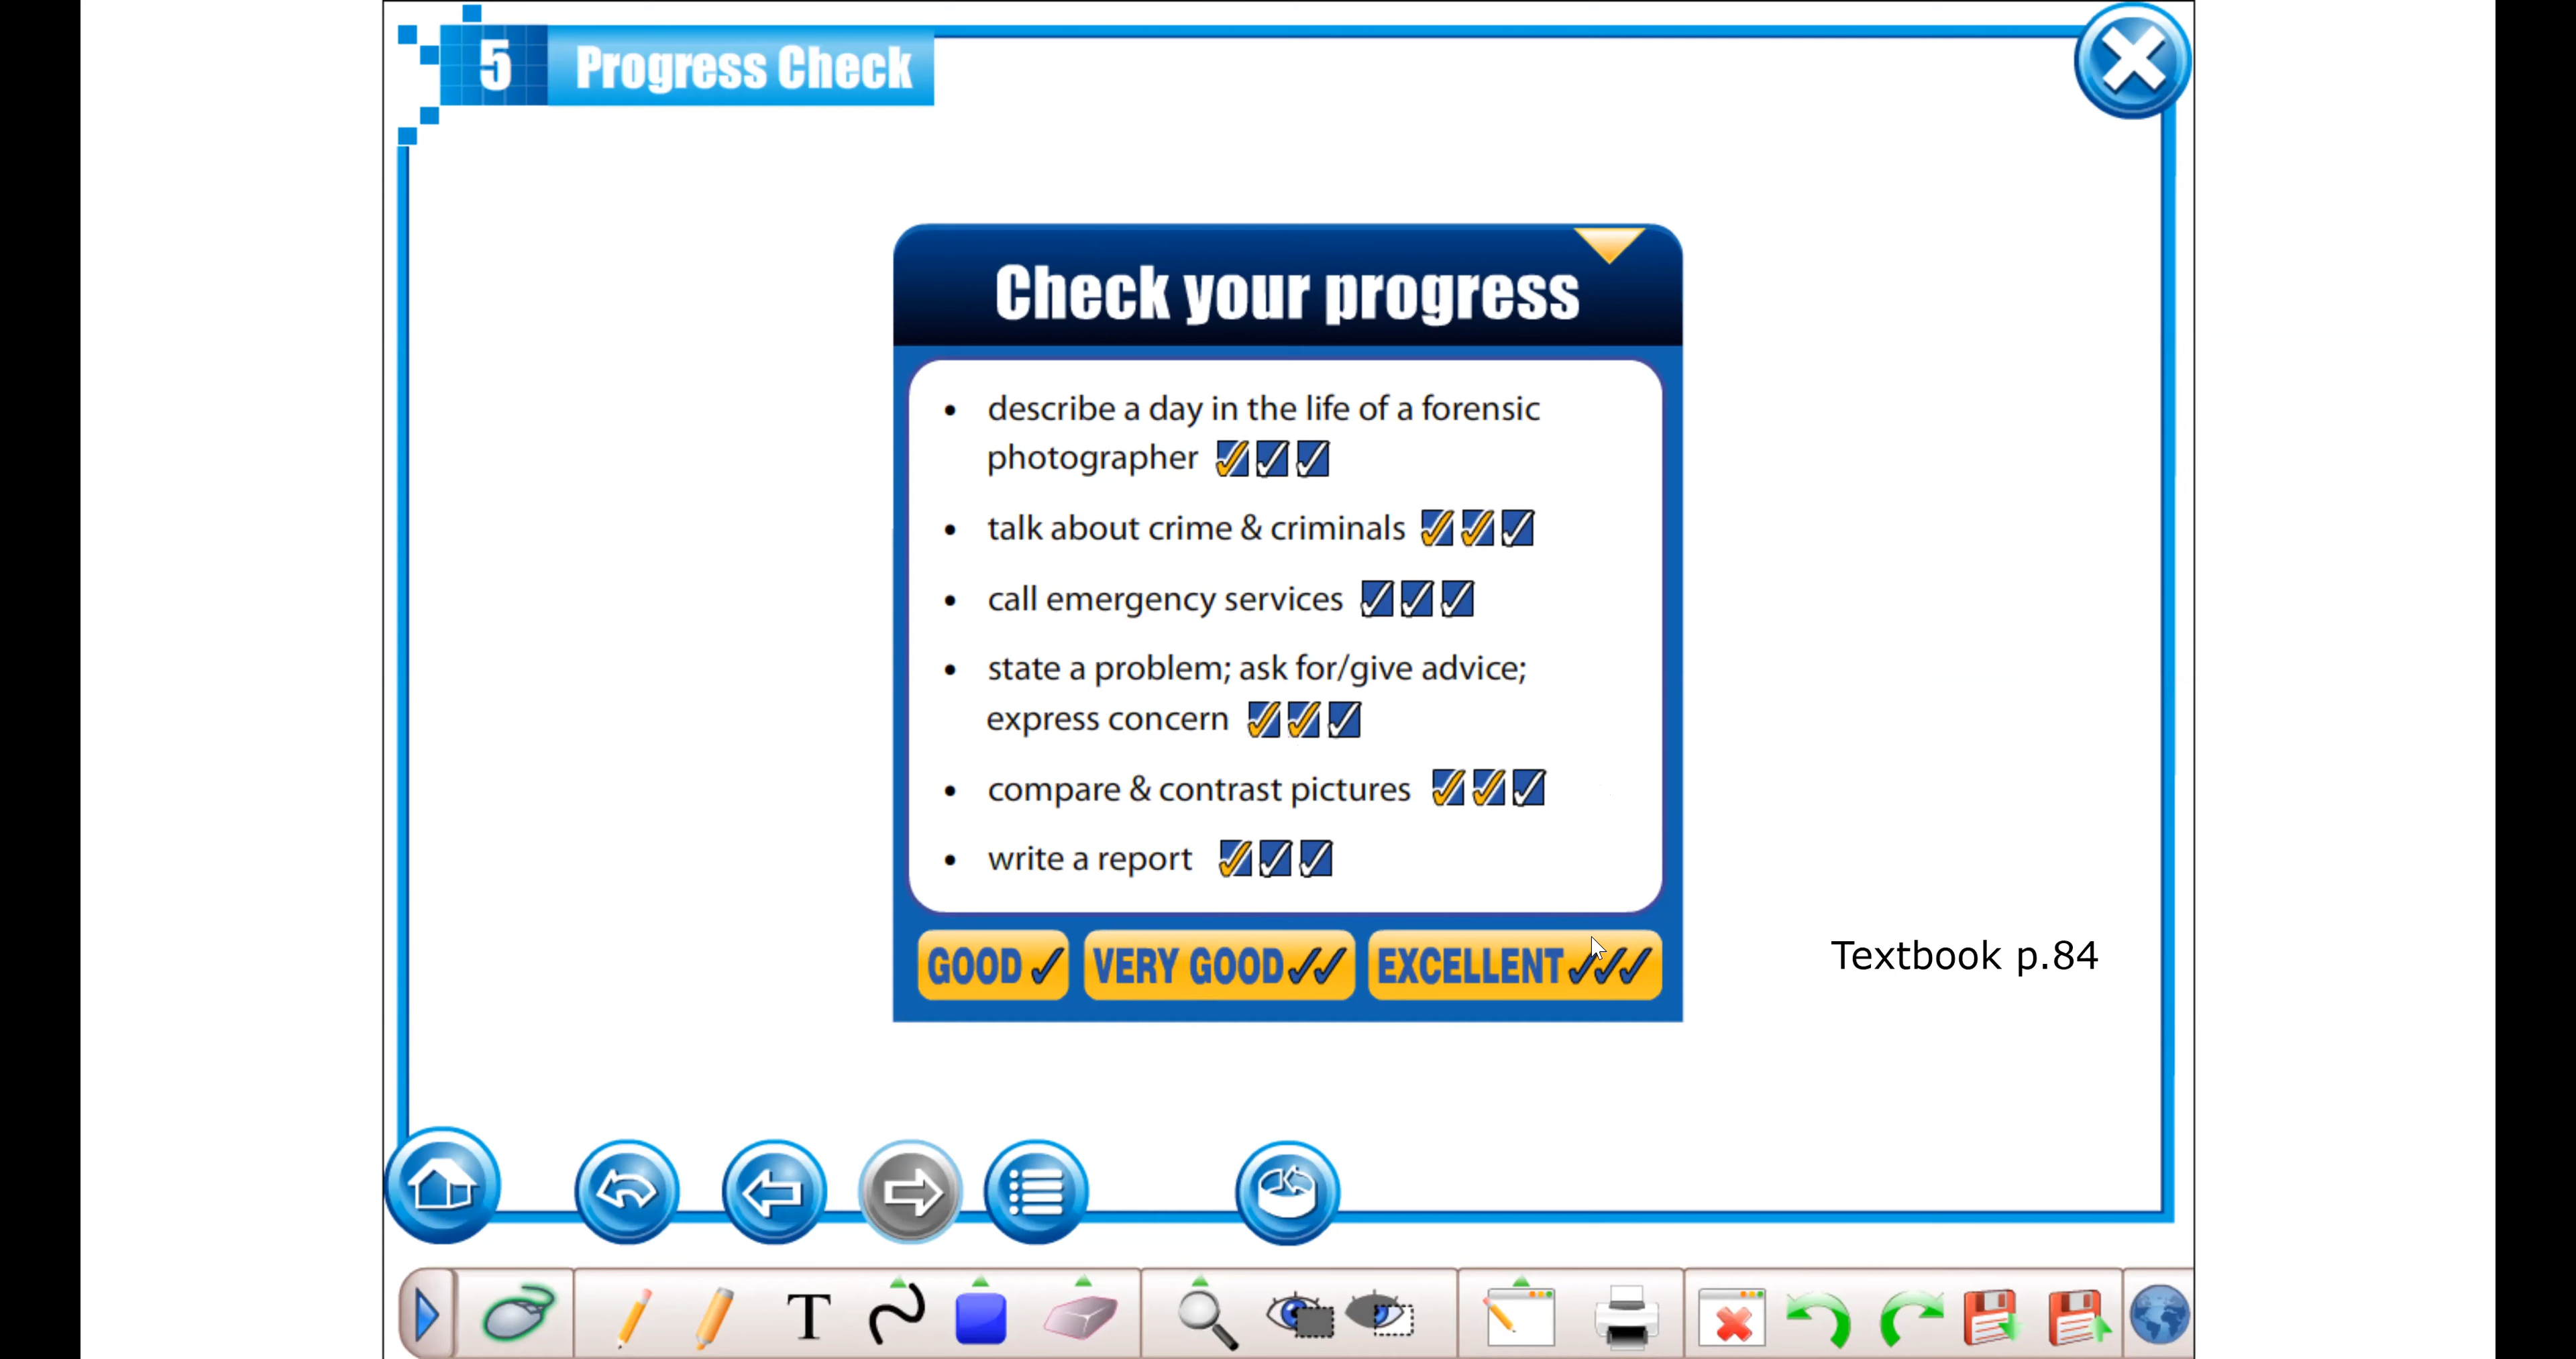 5 Progress Check
Check your progress
• describe a day in the life of a forensic
photographer
• talk about crime & criminals
• call emergency services
• state a problem; ask for/give advice;
express concern
• compare & contrast pictures
• write a report
GOOD ✓ VERY GOOD ✓✓ EXCELLENT ✓✓✓
Textbook p.84
T